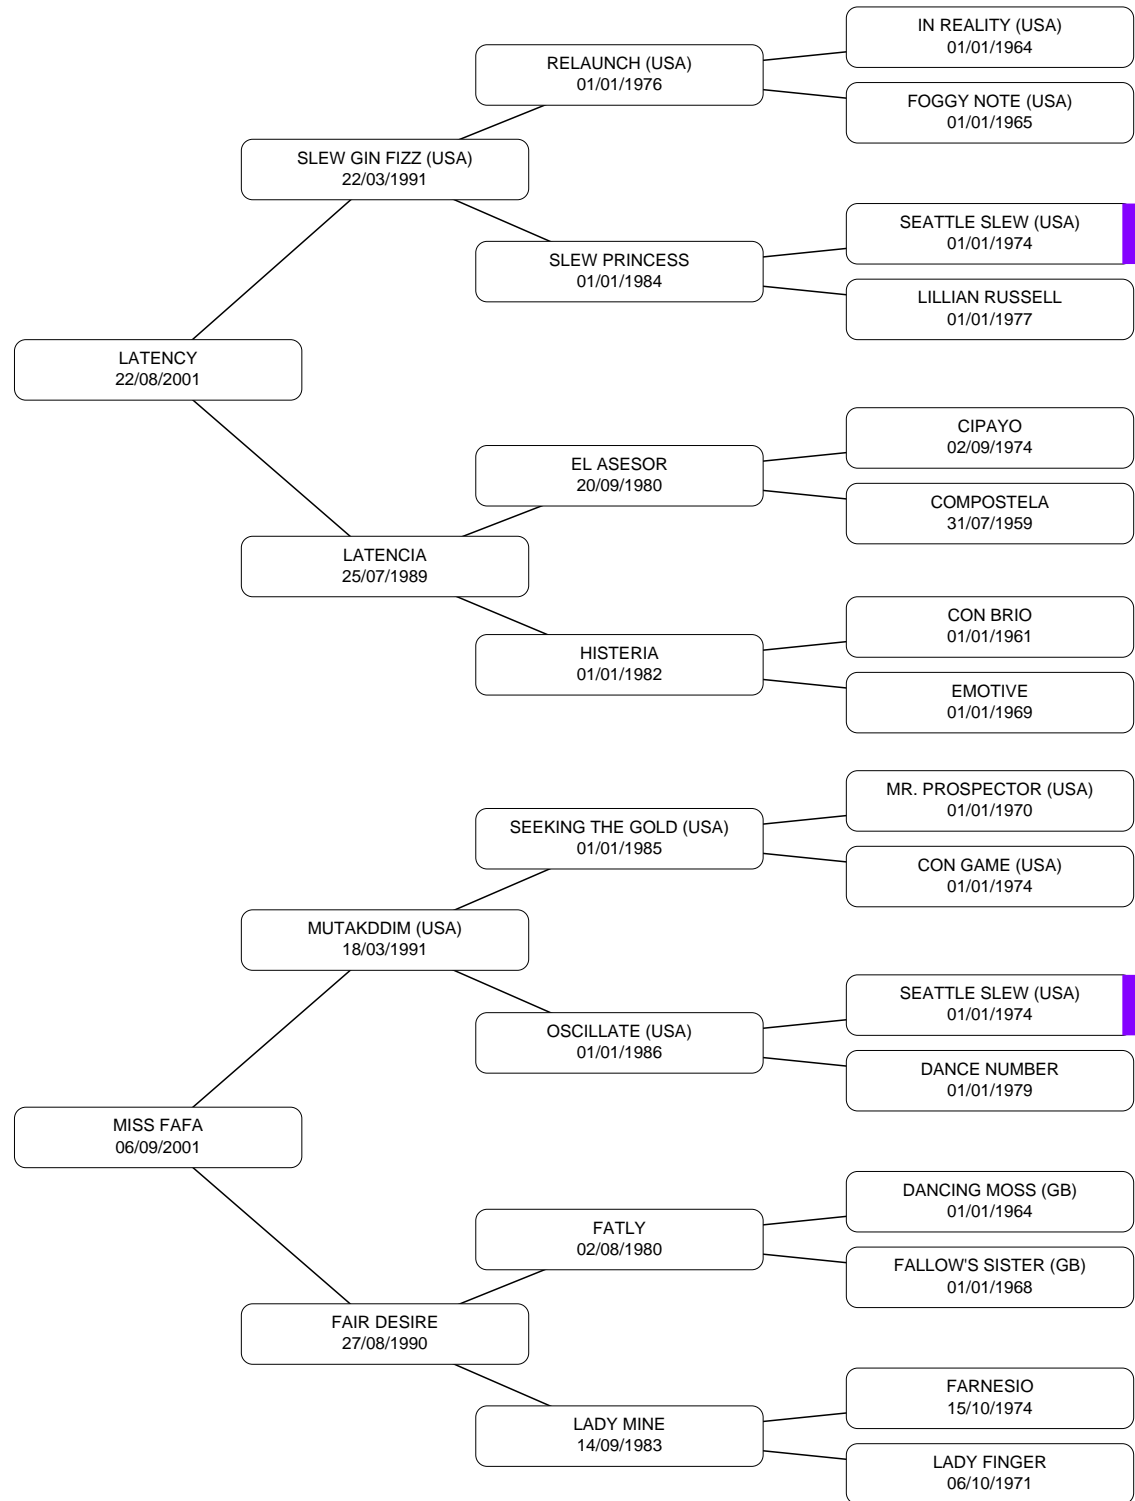 IN REALITY (USA)
01/01/1964
RELAUNCH (USA)
01/01/1976
FOGGY NOTE (USA)
01/01/1965
SLEW GIN FIZZ (USA)
22/03/1991
SEATTLE SLEW (USA)
01/01/1974
SLEW PRINCESS
01/01/1984
LILLIAN RUSSELL
01/01/1977
LATENCY
22/08/2001
CIPAYO
02/09/1974
EL ASESOR
20/09/1980
COMPOSTELA
31/07/1959
LATENCIA
25/07/1989
CON BRIO
01/01/1961
HISTERIA
01/01/1982
EMOTIVE
01/01/1969
MR. PROSPECTOR (USA)
01/01/1970
SEEKING THE GOLD (USA)
01/01/1985
CON GAME (USA)
01/01/1974
MUTAKDDIM (USA)
18/03/1991
SEATTLE SLEW (USA)
01/01/1974
OSCILLATE (USA)
01/01/1986
DANCE NUMBER
01/01/1979
MISS FAFA
06/09/2001
DANCING MOSS (GB)
01/01/1964
FATLY
02/08/1980
FALLOW'S SISTER (GB)
01/01/1968
FAIR DESIRE
27/08/1990
FARNESIO
15/10/1974
LADY MINE
14/09/1983
LADY FINGER
06/10/1971